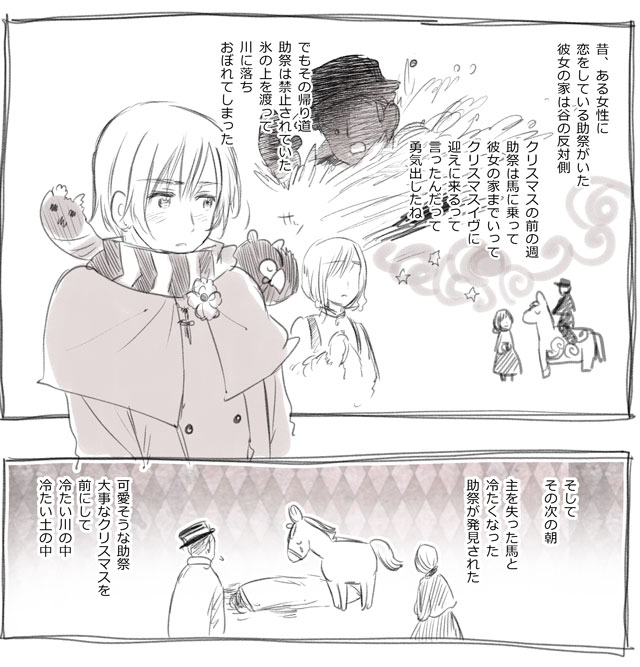 昔、ある女性に
恋をしている助祭がいた
彼女の家は谷の反対側
クリスマスの前の週
助祭は馬に乗って
彼女の家までいって
クリスマスイヴに
迎えに来るって
言ったんだって
勇気出したね
でもその帰り道
助祭は禁止されていた
氷の上を渡って
川に落ち
おぼれてしまった
そして
その次の朝
主を失った馬と
冷たくなった
助祭が発見された
可愛そうな助祭
大事なクリスマスを
前にして
冷たい川の中
冷たい土の中